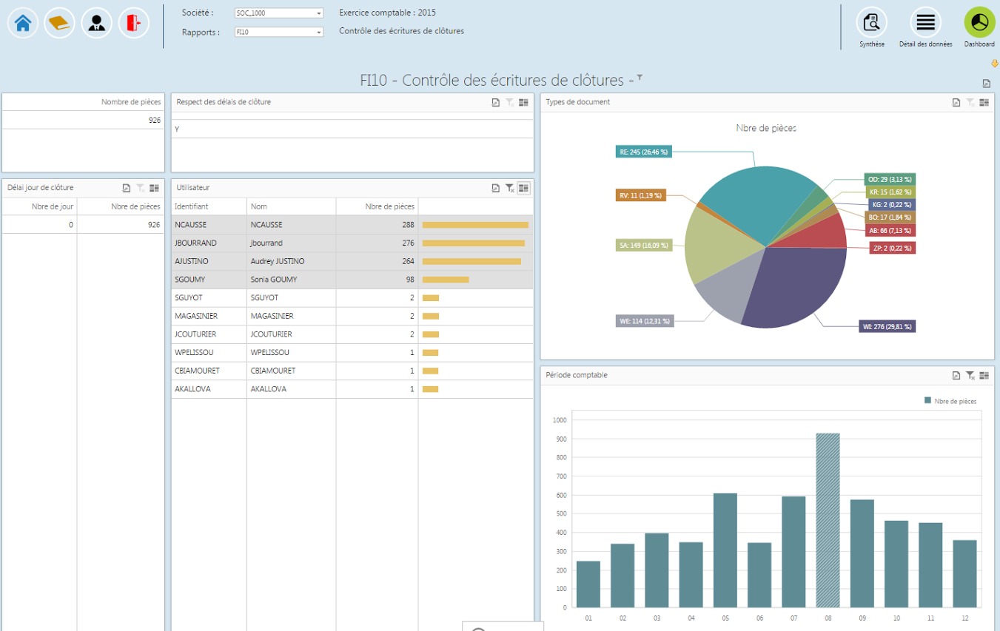 Société :
SOC_1000
Exercice comptable : 2015
Rapports :
FI10
Contrôle des écritures de clôtures
Synthèse
Détail des données
Dashboard
FI10 - Contrôle des écritures de clôtures -
Nombre de pièces
926
Respect des délais de clôture
Y
Délai jour de clôture
Nbre de jour Nbre de pièces
0 926
Utilisateur
Identifiant Nom Nbre de pièces
NCAUSSE NCAUSSE 288
JBOURRAND jbourrand 276
AJUSTINO Audrey JUSTINO 264
SGOUMY Sonia GOUMY 98
SGUYOT SGUYOT 2
MAGASINIER MAGASINIER 2
JCOUTURIER JCOUTURIER 2
WPELISSOU WPELISSOU 1
CBIAMOURET CBIAMOURET 1
AKALLOVA AKALLOVA 1
Types de document
Nbre de pièces
RE: 245 (26,46 %)
OD: 29 (3,13 %)
KR: 15 (1,62 %)
RV: 11 (1,19 %)
KG: 2 (0,22 %)
BO: 17 (1,84 %)
AB: 66 (7,13 %)
SA: 149 (16,09 %)
ZP: 2 (0,22 %)
WE: 114 (12,31 %)
WI: 276 (29,81 %)
Période comptable
Nbre de pièces
1000
900
800
700
600
500
400
300
200
100
0
01 02 03 04 05 06 07 08 09 10 11 12